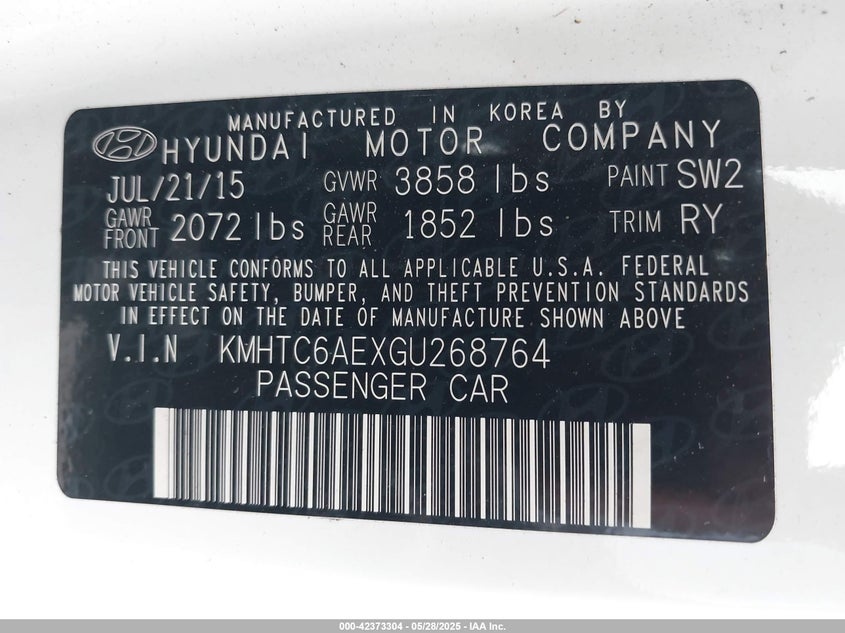 MANUFACTURED IN KOREA BY
HYUNDAI MOTOR COMPANY
JUL/21/15 GVWR 3858 lbs PAINT SW2
GAWR FRONT 2072 lbs GAWR REAR 1852 lbs TRIM RY
THIS VEHICLE CONFORMS TO ALL APPLICABLE U.S.A. FEDERAL
MOTOR VEHICLE SAFETY, BUMPER, AND THEFT PREVENTION STANDARDS
IN EFFECT ON THE DATE OF MANUFACTURE SHOWN ABOVE
V.I.N KMHTC6AEXGU268764
PASSENGER CAR
000-42373304 - 05/28/2025 - IAA Inc.